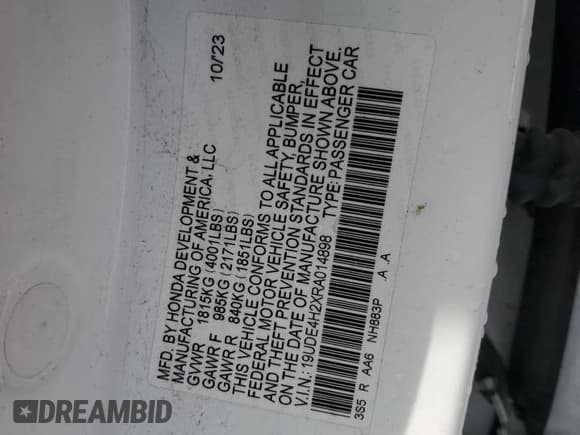 MFD. BY HONDA DEVELOPMENT &
MANUFACTURING OF AMERICA, LLC
10/23
GVWR 1815KG (4001LBS)
GAWR F 985KG (2171LBS)
GAWR R 840KG (1851LBS)
THIS VEHICLE CONFORMS TO ALL APPLICABLE
FEDERAL MOTOR VEHICLE SAFETY, BUMPER,
AND THEFT PREVENTION STANDARDS IN EFFECT
ON THE DATE OF MANUFACTURE SHOWN ABOVE.
V.I.N.:19UDE4H2XRA014898 TYPE:PASSENGER CAR
3S5 R AA6 NH883P .A .A
DREAMBID